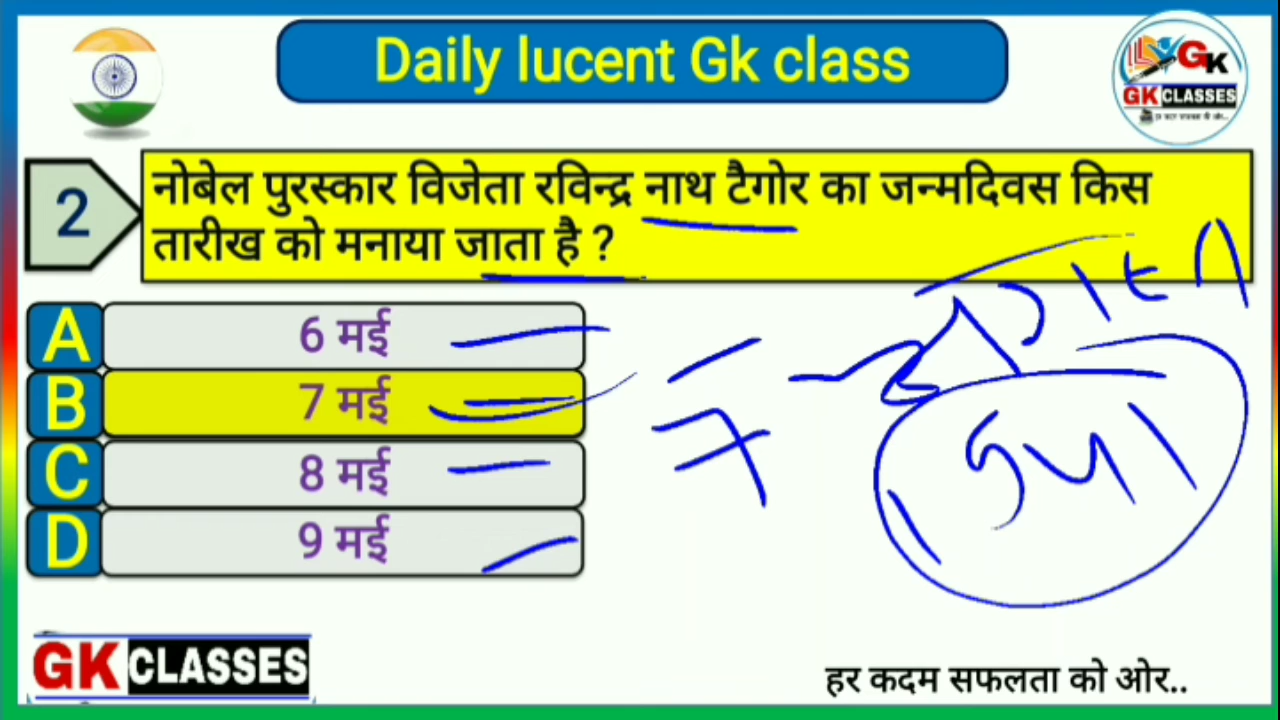 Daily lucent Gk class
GK
GK CLASSES
2
नोबेल पुरस्कार विजेता रविन्द्र नाथ टैगोर का जन्मदिवस किस
तारीख को मनाया जाता है ?
A 6 मई
B 7 मई
C 8 मई
D 9 मई
7
GK CLASSES
हर कदम सफलता को ओर..